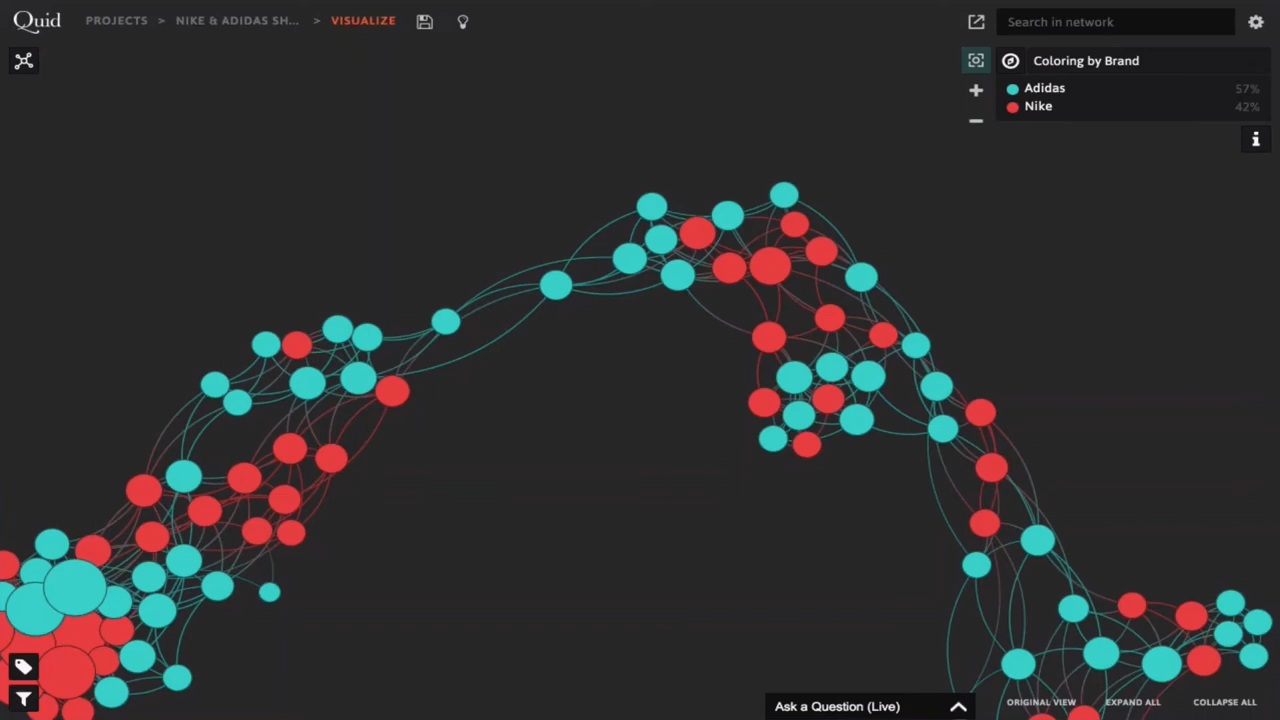 Quid PROJECTS > NIKE & ADIDAS SH... > VISUALIZE
Search in network
Coloring by Brand
Adidas 57%
Nike 42%
Ask a Question (Live)
ORIGINAL VIEW EXPAND ALL COLLAPSE ALL